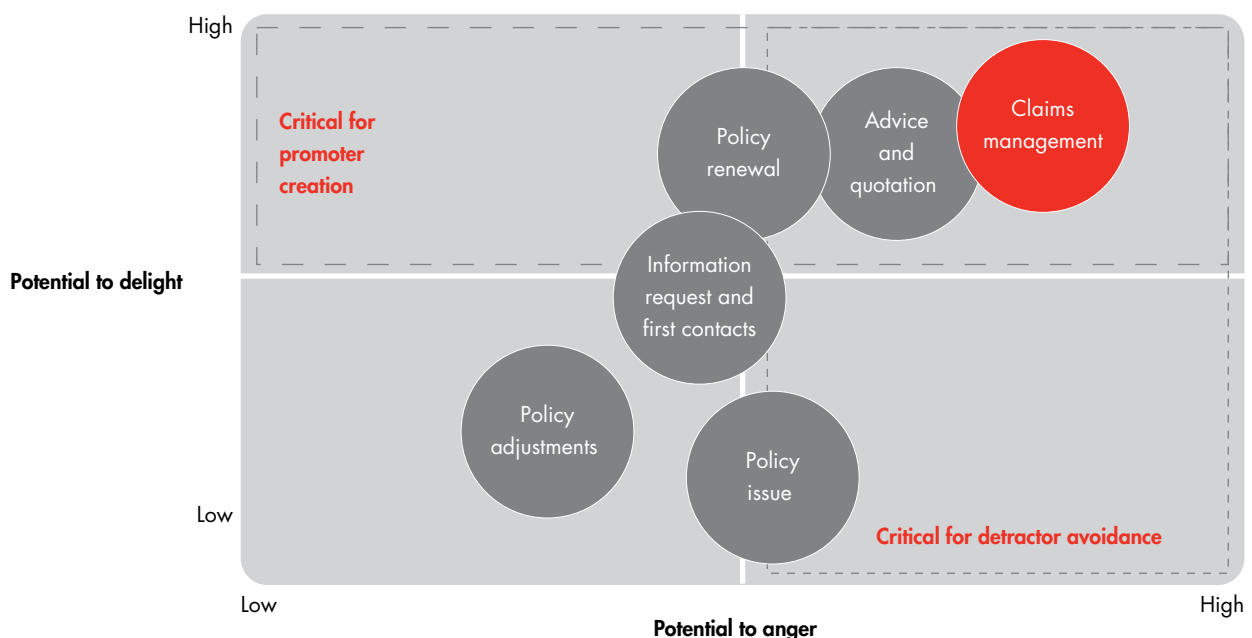 High
Critical for
promoter
creation
Policy
renewal
Advice
and
quotation
Claims
management
Potential to delight
Information
request and
first contacts
Policy
adjustments
Policy
issue
Low
Critical for detractor avoidance
Low
High
Potential to anger